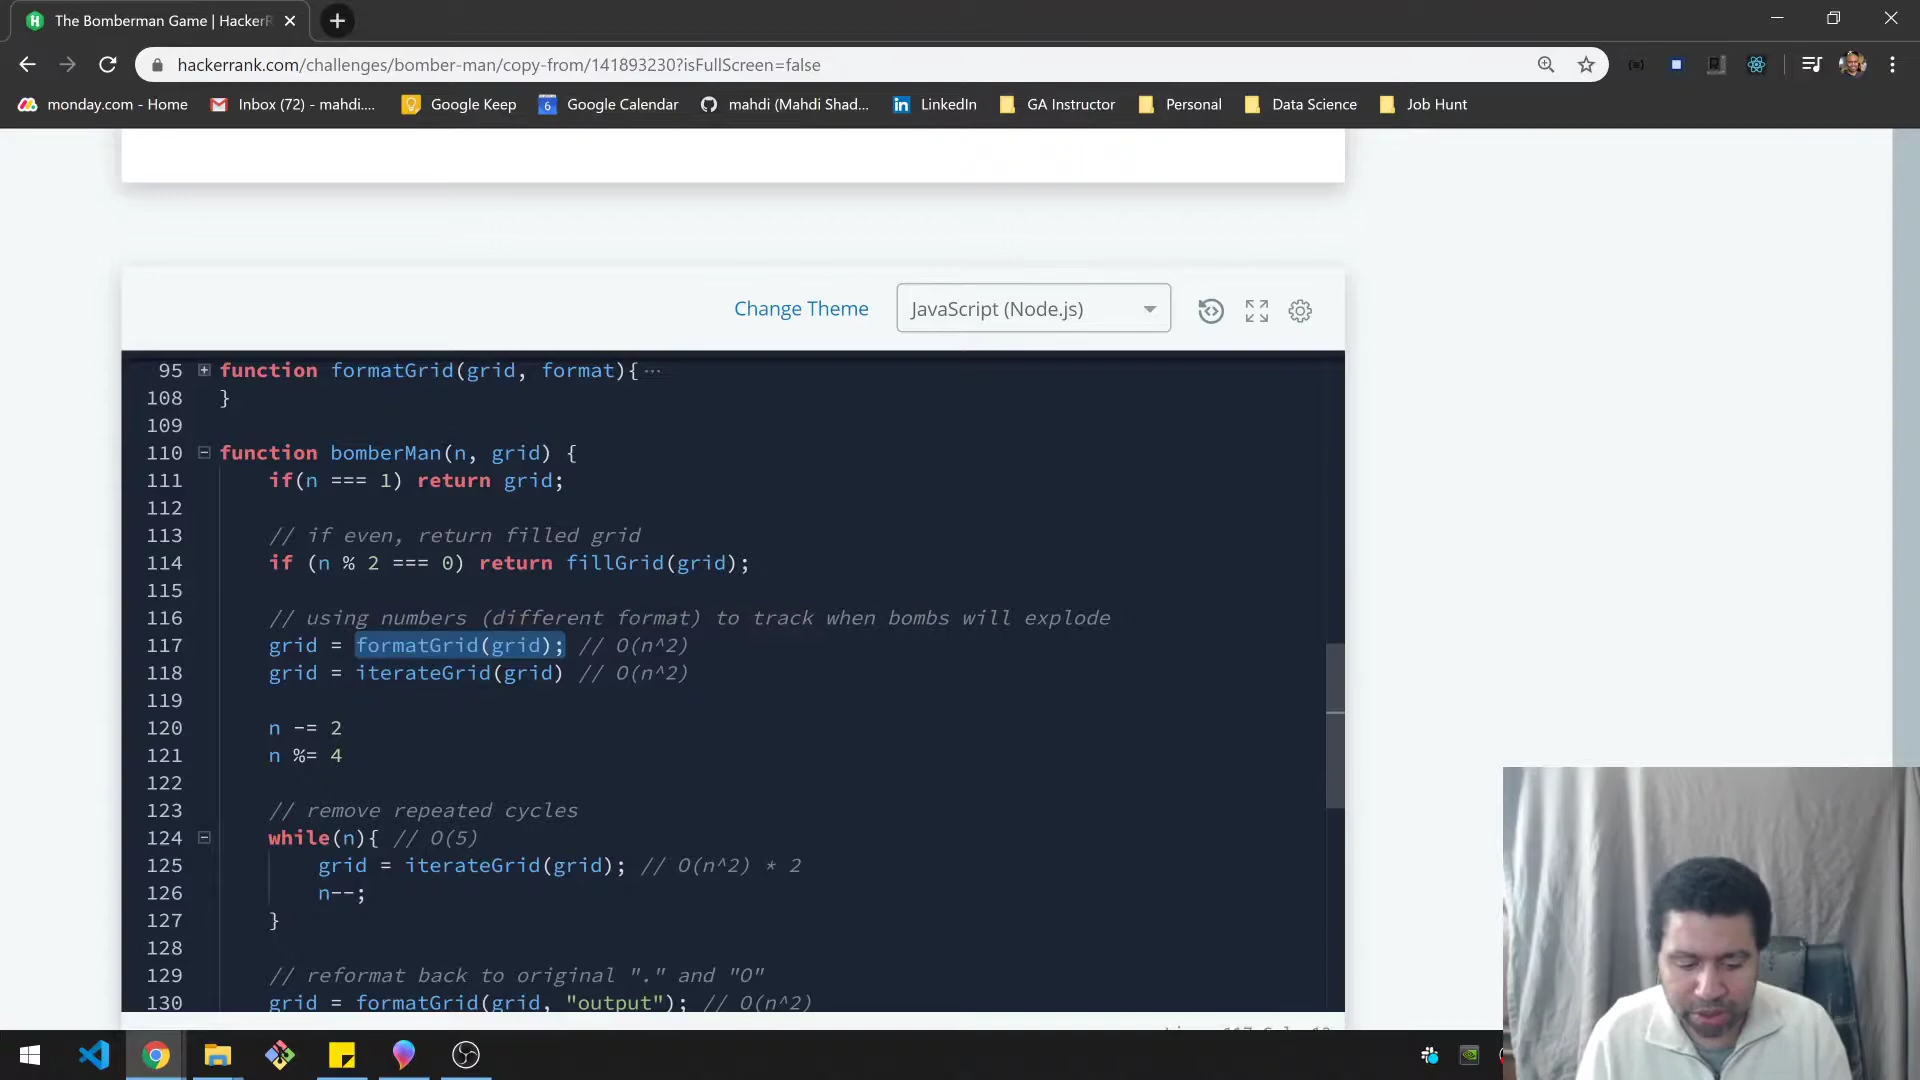 The Bomberman Game | HackerR
hackerrank.com/challenges/bomber-man/copy-from/141893230?isFullScreen=false
monday.com - Home
Inbox (72) - mahdi....
Google Keep
6
Google Calendar
mahdi (Mahdi Shad...
LinkedIn
GA Instructor
Personal
Data Science
Job Hunt
Change Theme
JavaScript (Node.js)
95 function formatGrid(grid, format){
108 }
109
110 function bomberMan(n, grid) {
111 if(n === 1) return grid;
112
113 // if even, return filled grid
114 if (n % 2 === 0) return fillGrid(grid);
115
116 // using numbers (different format) to track when bombs will explode
117 grid = formatGrid(grid); // O(n^2)
118 grid = iterateGrid(grid) // O(n^2)
119
120 n -= 2
121 n %= 4
122
123 // remove repeated cycles
124 while(n){ // O(5)
125 grid = iterateGrid(grid); // O(n^2) * 2
126 n--;
127 }
128
129 // reformat back to original "." and "O"
130 grid = formatGrid(grid, "output"); // O(n^2)